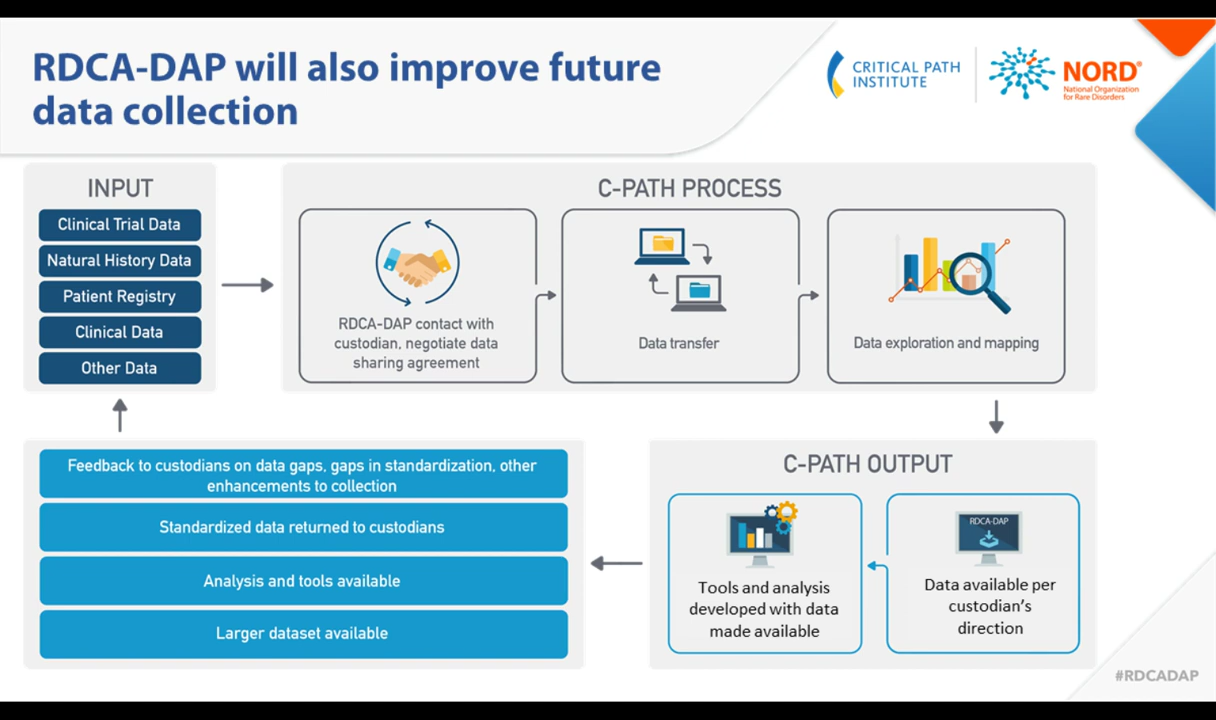 RDCA-DAP will also improve future
data collection
CRITICAL PATH
INSTITUTE
NORD®
National Organization
for Rare Disorders
INPUT
Clinical Trial Data
Natural History Data
Patient Registry
Clinical Data
Other Data
C-PATH PROCESS
RDCA-DAP contact with
custodian, negotiate data
sharing agreement
Data transfer
Data exploration and mapping
Feedback to custodians on data gaps, gaps in standardization, other
enhancements to collection
Standardized data returned to custodians
Analysis and tools available
Larger dataset available
C-PATH OUTPUT
Tools and analysis
developed with data
made available
RDCA-DAP
Data available per
custodian’s
direction
#RDCADAP